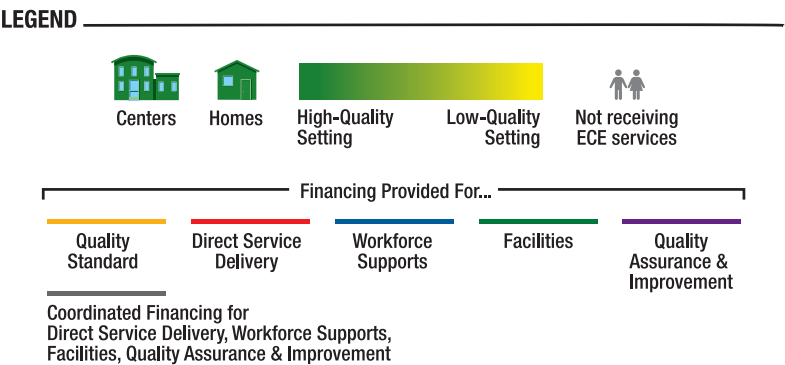 LEGEND
Centers
Homes
High-Quality
Setting
Low-Quality
Setting
Not receiving
ECE services
Financing Provided For...
Quality
Standard
Direct Service
Delivery
Workforce
Supports
Facilities
Quality
Assurance &
Improvement
Coordinated Financing for
Direct Service Delivery, Workforce Supports,
Facilities, Quality Assurance & Improvement